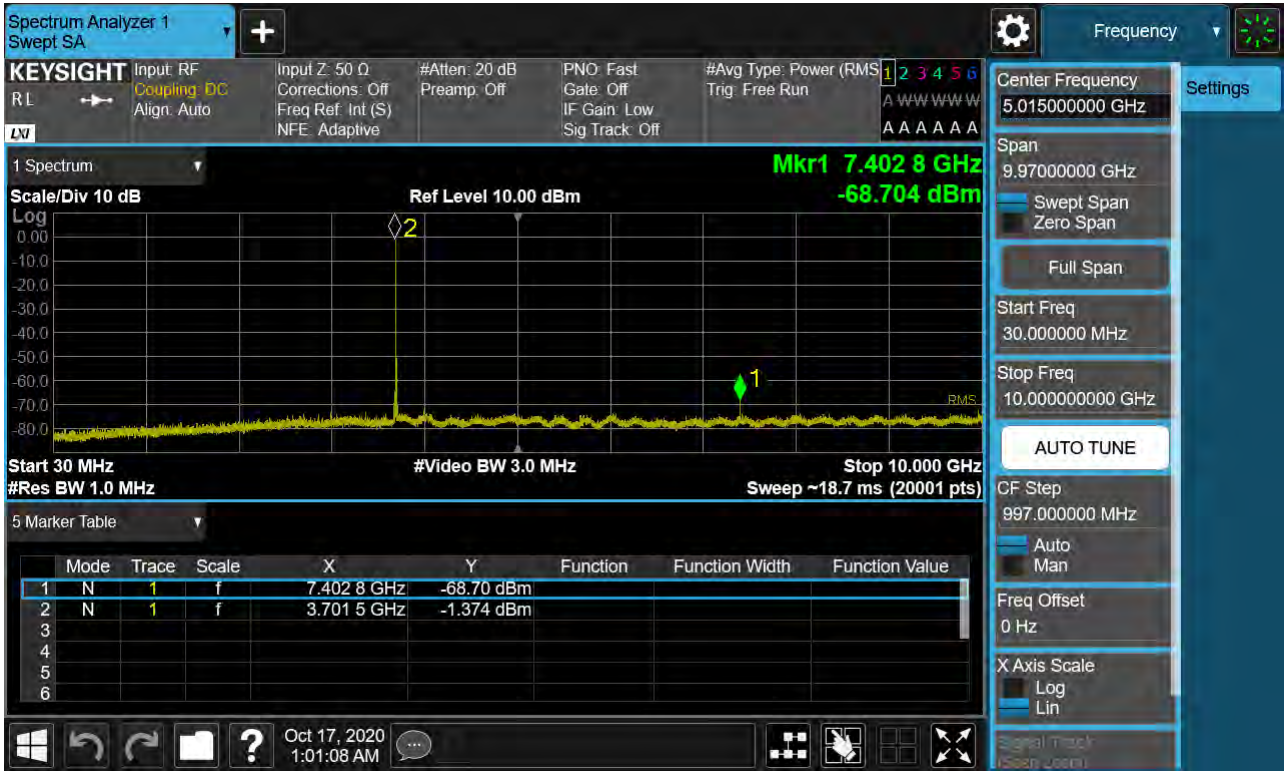 Spectrum Analyzer 1
Swept SA
Frequency
KEYSIGHT
R L
LXI
Input: RF
Coupling: DC
Align: Auto
Input Z: 50 Ω
Corrections: Off
Freq Ref: Int (S)
NFE: Adaptive
#Atten: 20 dB
Preamp: Off
PNO: Fast
Gate: Off
IF Gain: Low
Sig Track: Off
#Avg Type: Power (RMS
Trig: Free Run
1 2 3 4 5 6
A W W W W W
A A A A A A
1 Spectrum
Mkr1 7.402 8 GHz
Scale/Div 10 dB
Ref Level 10.00 dBm
-68.704 dBm
Log
0.00
-10.0
-20.0
-30.0
-40.0
-50.0
-60.0
-70.0
-80.0
2
1
RMS
Start 30 MHz
#Video BW 3.0 MHz
Stop 10.000 GHz
#Res BW 1.0 MHz
Sweep ~18.7 ms (20001 pts)
5 Marker Table
Mode Trace Scale X Y Function Function Width Function Value
1 N 1 f 7.402 8 GHz -68.70 dBm
2 N 1 f 3.701 5 GHz -1.374 dBm
3
4
5
6
?
Oct 17, 2020
1:01:08 AM
Center Frequency
5.015000000 GHz
Settings
Span
9.97000000 GHz
Swept Span
Zero Span
Full Span
Start Freq
30.000000 MHz
Stop Freq
10.000000000 GHz
AUTO TUNE
CF Step
997.000000 MHz
Auto
Man
Freq Offset
0 Hz
X Axis Scale
Log
Lin
Signal Track
(Span Zoom)